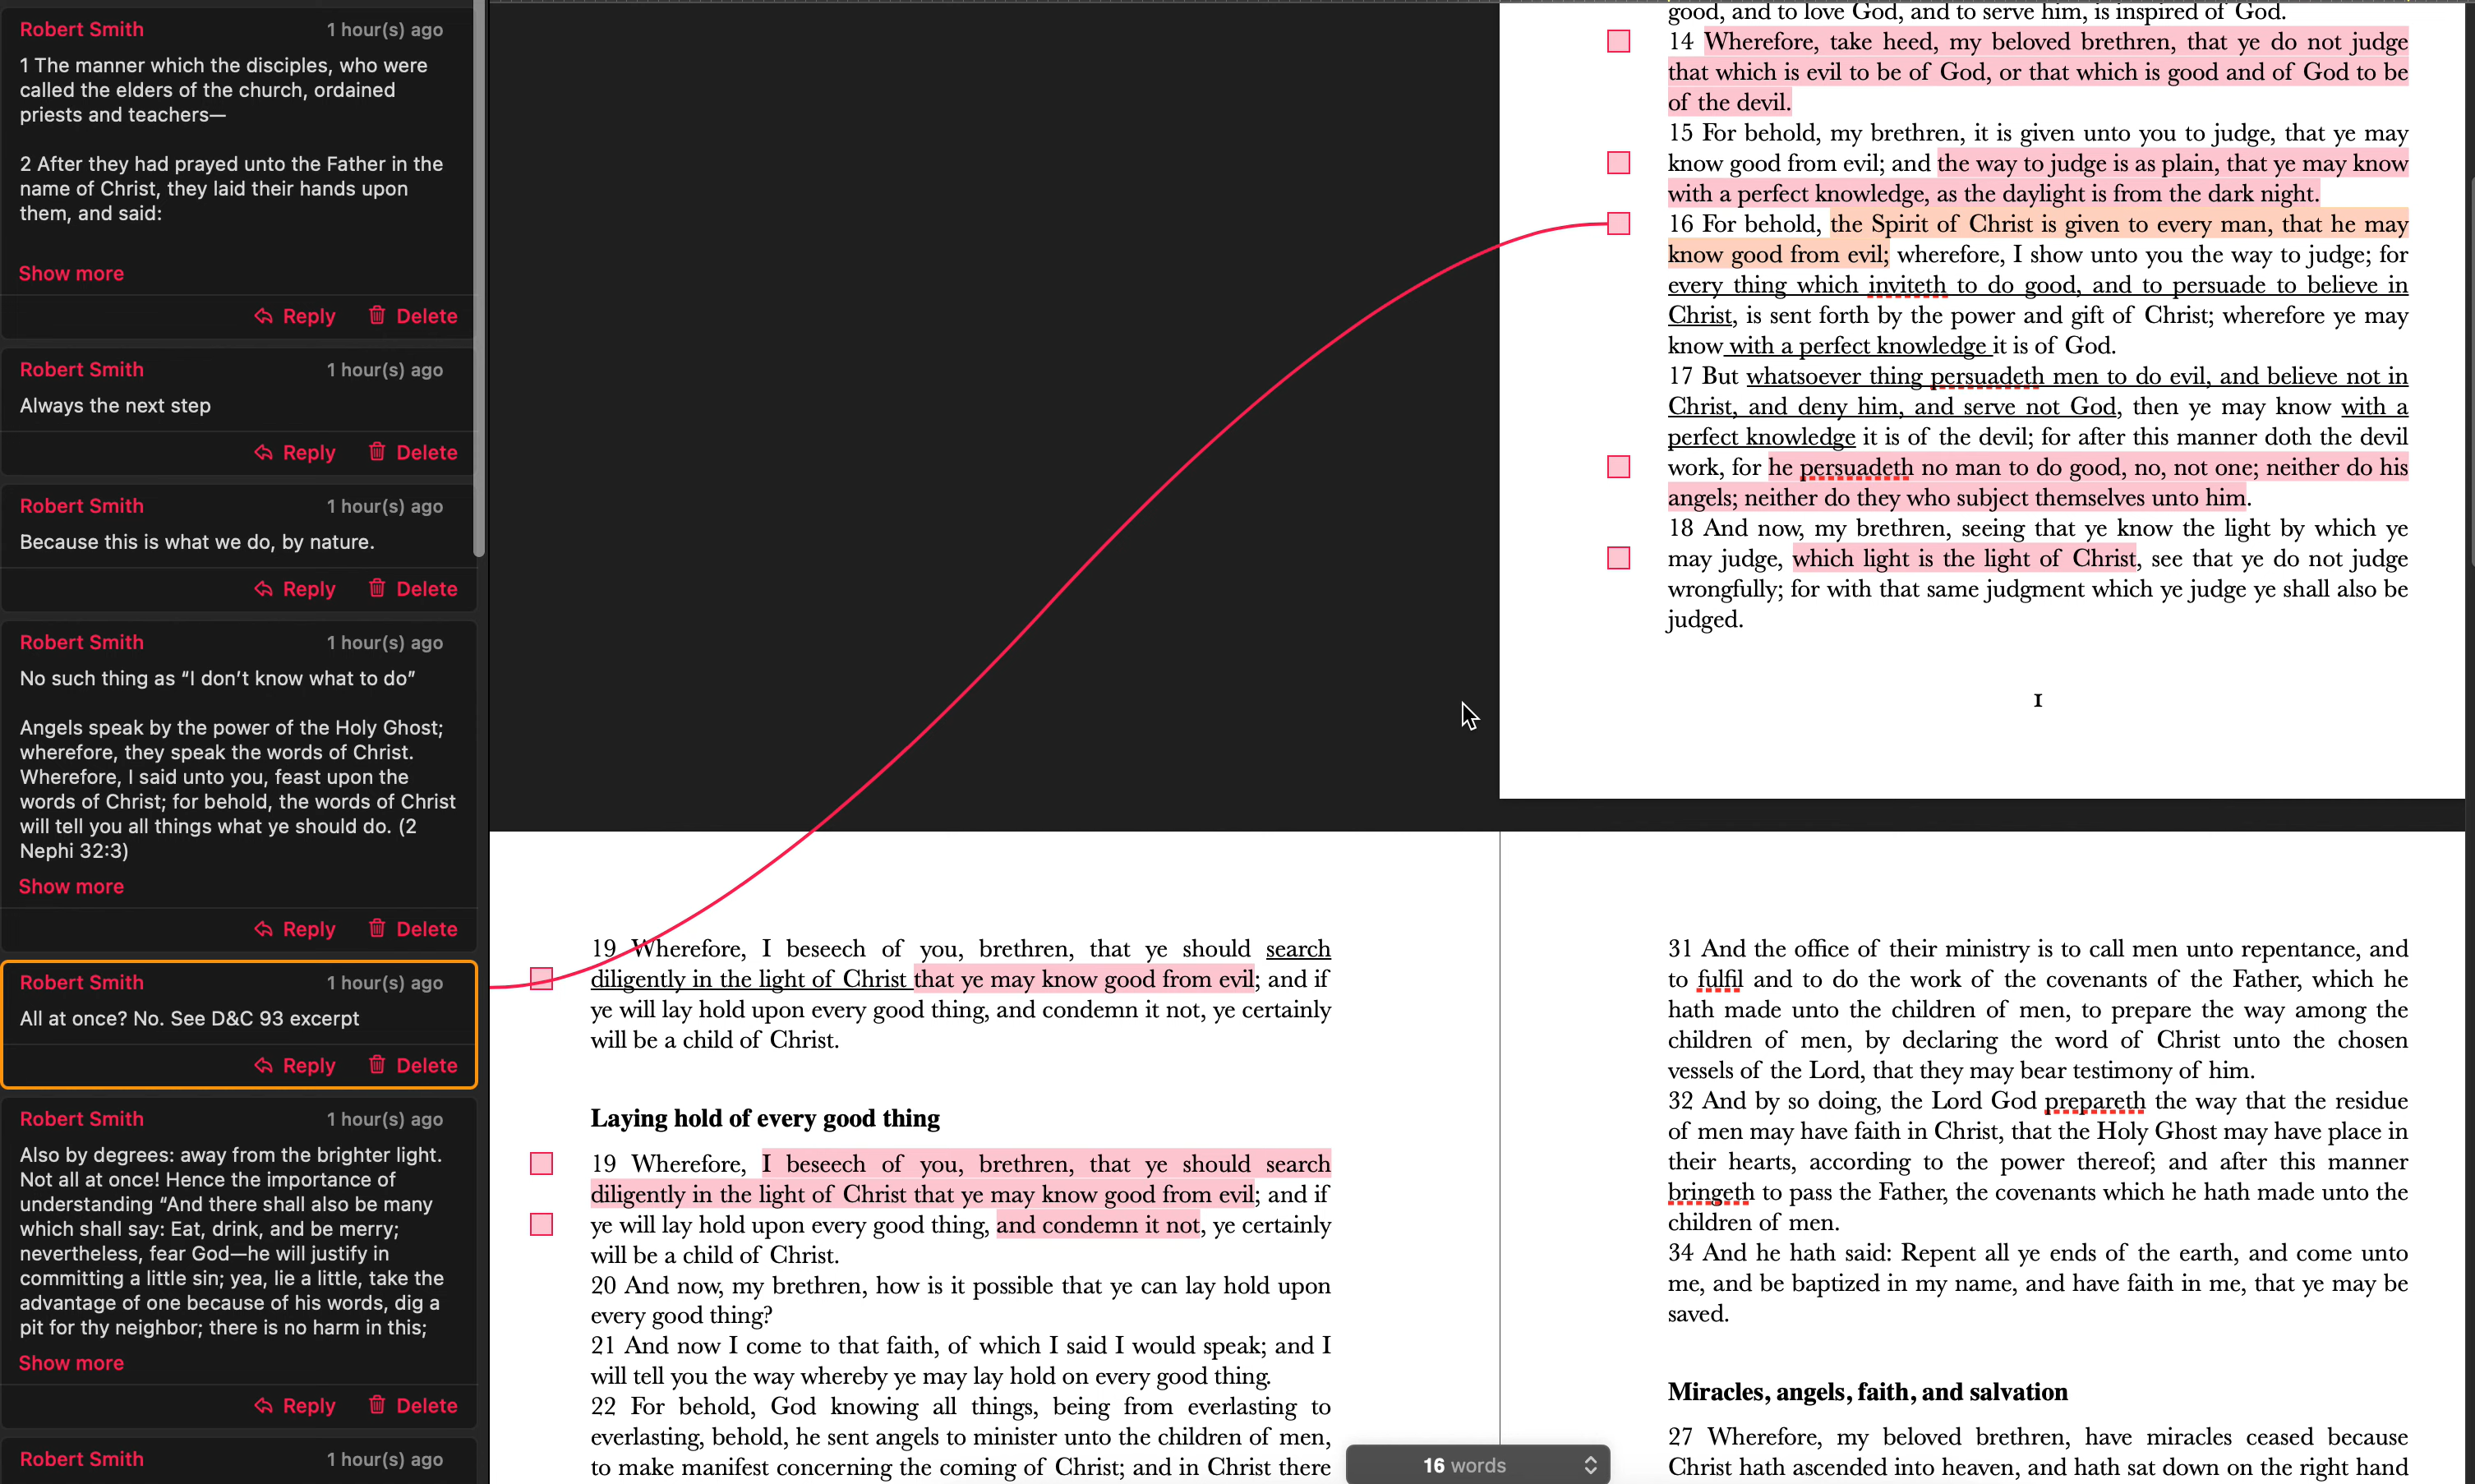 Robert Smith 1 hour(s) ago
1 The manner which the disciples, who were
called the elders of the church, ordained
priests and teachers—
2 After they had prayed unto the Father in the
name of Christ, they laid their hands upon
them, and said:
Show more
Reply Delete
Robert Smith 1 hour(s) ago
Always the next step
Reply Delete
Robert Smith 1 hour(s) ago
Because this is what we do, by nature.
Reply Delete
Robert Smith 1 hour(s) ago
No such thing as “I don’t know what to do”
Angels speak by the power of the Holy Ghost;
wherefore, they speak the words of Christ.
Wherefore, I said unto you, feast upon the
words of Christ; for behold, the words of Christ
will tell you all things what ye should do. (2
Nephi 32:3)
Show more
Reply Delete
Robert Smith 1 hour(s) ago
All at once? No. See D&C 93 excerpt
Reply Delete
Robert Smith 1 hour(s) ago
Also by degrees: away from the brighter light.
Not all at once! Hence the importance of
understanding “And there shall also be many
which shall say: Eat, drink, and be merry;
nevertheless, fear God—he will justify in
committing a little sin; yea, lie a little, take the
advantage of one because of his words, dig a
pit for thy neighbor; there is no harm in this;
Show more
Reply Delete
Robert Smith 1 hour(s) ago
good, and to love God, and to serve him, is inspired of God.
14 Wherefore, take heed, my beloved brethren, that ye do not judge
that which is evil to be of God, or that which is good and of God to be
of the devil.
15 For behold, my brethren, it is given unto you to judge, that ye may
know good from evil; and the way to judge is as plain, that ye may know
with a perfect knowledge, as the daylight is from the dark night.
16 For behold, the Spirit of Christ is given to every man, that he may
know good from evil; wherefore, I show unto you the way to judge; for
every thing which inviteth to do good, and to persuade to believe in
Christ, is sent forth by the power and gift of Christ; wherefore ye may
know with a perfect knowledge it is of God.
17 But whatsoever thing persuadeth men to do evil, and believe not in
Christ, and deny him, and serve not God, then ye may know with a
perfect knowledge it is of the devil; for after this manner doth the devil
work, for he persuadeth no man to do good, no, not one; neither do his
angels; neither do they who subject themselves unto him.
18 And now, my brethren, seeing that ye know the light by which ye
may judge, which light is the light of Christ, see that ye do not judge
wrongfully; for with that same judgment which ye judge ye shall also be
judged.
1
19 Wherefore, I beseech of you, brethren, that ye should search
diligently in the light of Christ that ye may know good from evil; and if
ye will lay hold upon every good thing, and condemn it not, ye certainly
will be a child of Christ.
Laying hold of every good thing
19 Wherefore, I beseech of you, brethren, that ye should search
diligently in the light of Christ that ye may know good from evil; and if
ye will lay hold upon every good thing, and condemn it not, ye certainly
will be a child of Christ.
20 And now, my brethren, how is it possible that ye can lay hold upon
every good thing?
21 And now I come to that faith, of which I said I would speak; and I
will tell you the way whereby ye may lay hold on every good thing.
22 For behold, God knowing all things, being from everlasting to
everlasting, behold, he sent angels to minister unto the children of men,
to make manifest concerning the coming of Christ; and in Christ there
31 And the office of their ministry is to call men unto repentance, and
to fulfil and to do the work of the covenants of the Father, which he
hath made unto the children of men, to prepare the way among the
children of men, by declaring the word of Christ unto the chosen
vessels of the Lord, that they may bear testimony of him.
32 And by so doing, the Lord God prepareth the way that the residue
of men may have faith in Christ, that the Holy Ghost may have place in
their hearts, according to the power thereof; and after this manner
bringeth to pass the Father, the covenants which he hath made unto the
children of men.
34 And he hath said: Repent all ye ends of the earth, and come unto
me, and be baptized in my name, and have faith in me, that ye may be
saved.
Miracles, angels, faith, and salvation
27 Wherefore, my beloved brethren, have miracles ceased because
Christ hath ascended into heaven, and hath sat down on the right hand
16 words